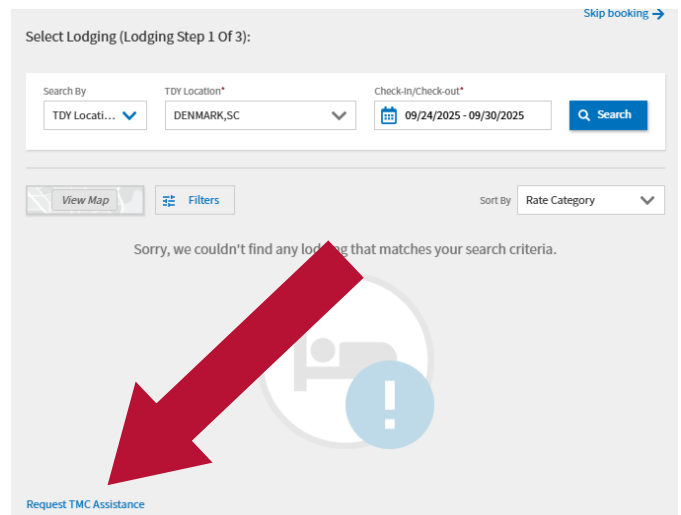 Skip booking →
Select Lodging (Lodging Step 1 Of 3):
Search By TDY Location* Check-In/Check-out*
TDY Locati... DENMARK,SC 09/24/2025 - 09/30/2025 Search
View Map Filters Sort By Rate Category
Sorry, we couldn't find any lodging that matches your search criteria.
!
Request TMC Assistance